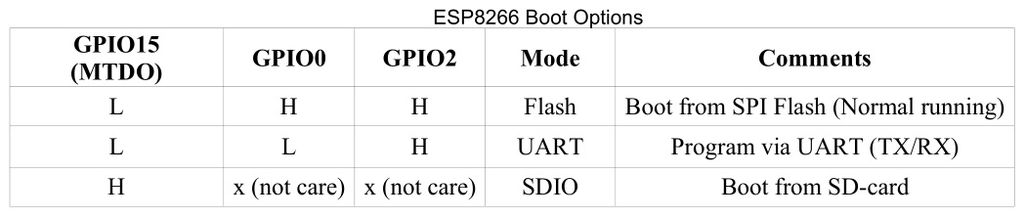 ESP8266 Boot Options
GPIO15 (MTDO) GPIO0 GPIO2 Mode Comments
L H H Flash Boot from SPI Flash (Normal running)
L L H UART Program via UART (TX/RX)
H x (not care) x (not care) SDIO Boot from SD-card